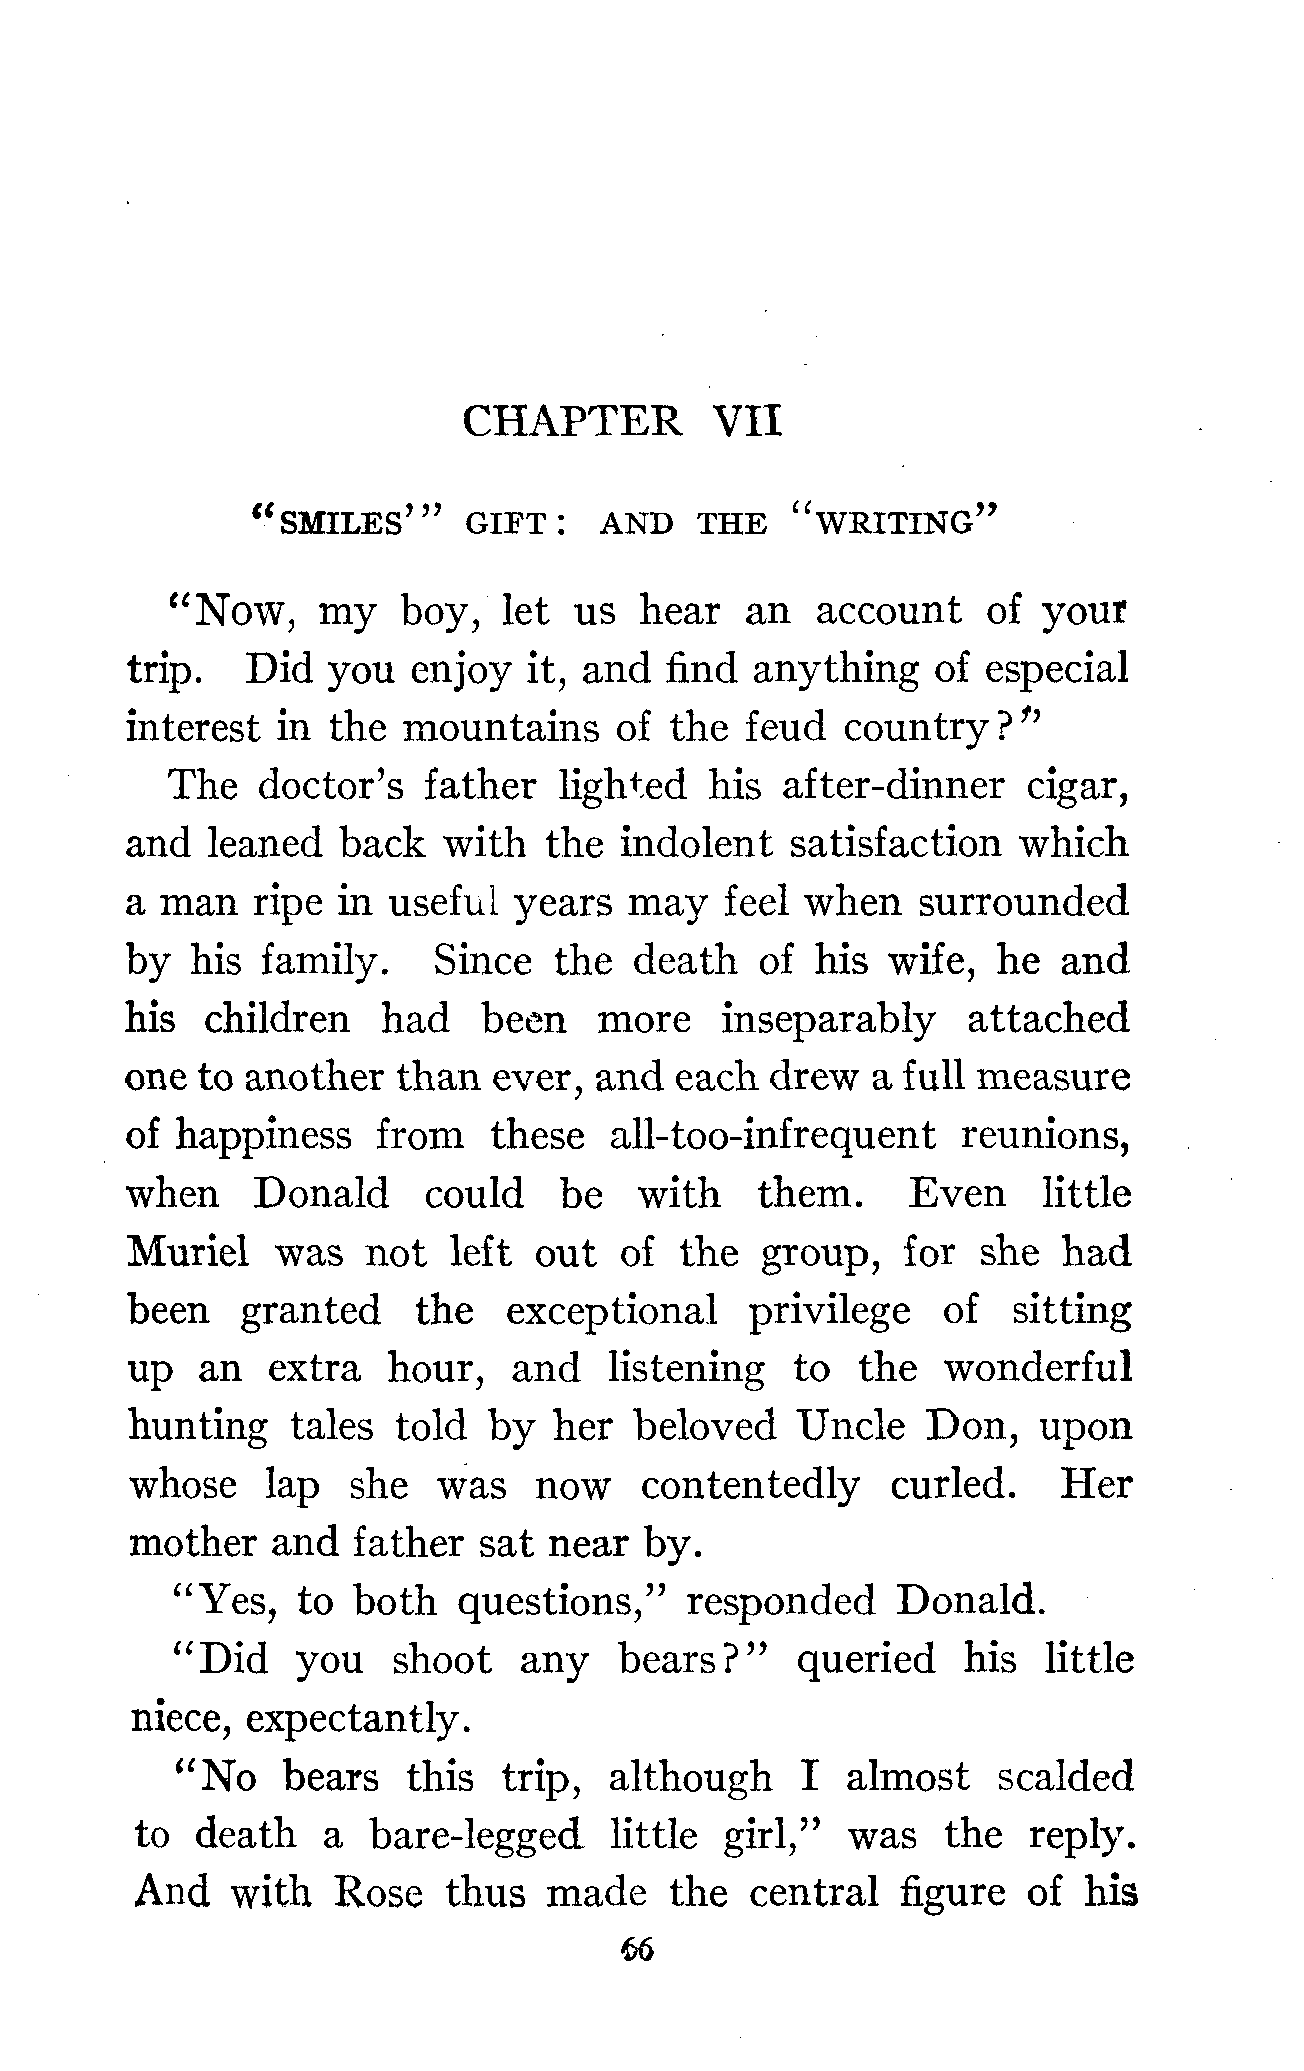 CHAPTER VII
"SMILES'" GIFT: AND THE "WRITING"
"Now, my boy, let us hear an account of your
trip. Did you enjoy it, and find anything of especial
interest in the mountains of the feud country?"
The doctor's father lighted his after-dinner cigar,
and leaned back with the indolent satisfaction which
a man ripe in useful years may feel when surrounded
by his family. Since the death of his wife, he and
his children had been more inseparably attached
one to another than ever, and each drew a full measure
of happiness from these all-too-infrequent reunions,
when Donald could be with them. Even little
Muriel was not left out of the group, for she had
been granted the exceptional privilege of sitting
up an extra hour, and listening to the wonderful
hunting tales told by her beloved Uncle Don, upon
whose lap she was now contentedly curled. Her
mother and father sat near by.
"Yes, to both questions," responded Donald.
"Did you shoot any bears?" queried his little
niece, expectantly.
"No bears this trip, although I almost scalded
to death a bare-legged little girl," was the reply.
And with Rose thus made the central figure of his
66